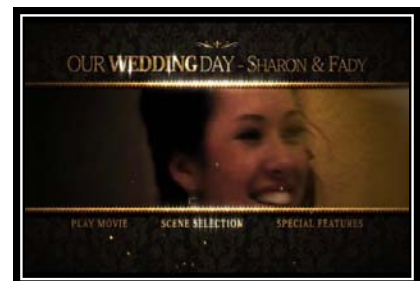 OUR WEDDING DAY - SHARON & FADY
PLAY MOVIE SCENE SELECTION SPECIAL FEATURES